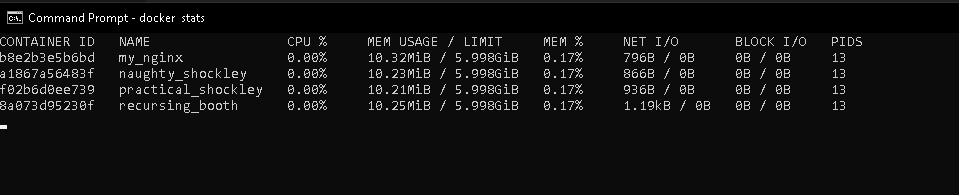 Command Prompt - docker  stats
CONTAINER ID   NAME                 CPU %     MEM USAGE / LIMIT     MEM %     NET I/O       BLOCK I/O   PIDS
b8e2b3e5b6bd   my_nginx             0.00%     10.32MiB / 5.998GiB   0.17%     796B / 0B     0B / 0B     13
a1867a56483f   naughty_shockley     0.00%     10.23MiB / 5.998GiB   0.17%     866B / 0B     0B / 0B     13
f02b6d0ee739   practical_shockley   0.00%     10.21MiB / 5.998GiB   0.17%     936B / 0B     0B / 0B     13
8a073d95230f   recursing_booth      0.00%     10.25MiB / 5.998GiB   0.17%     1.19kB / 0B   0B / 0B     13